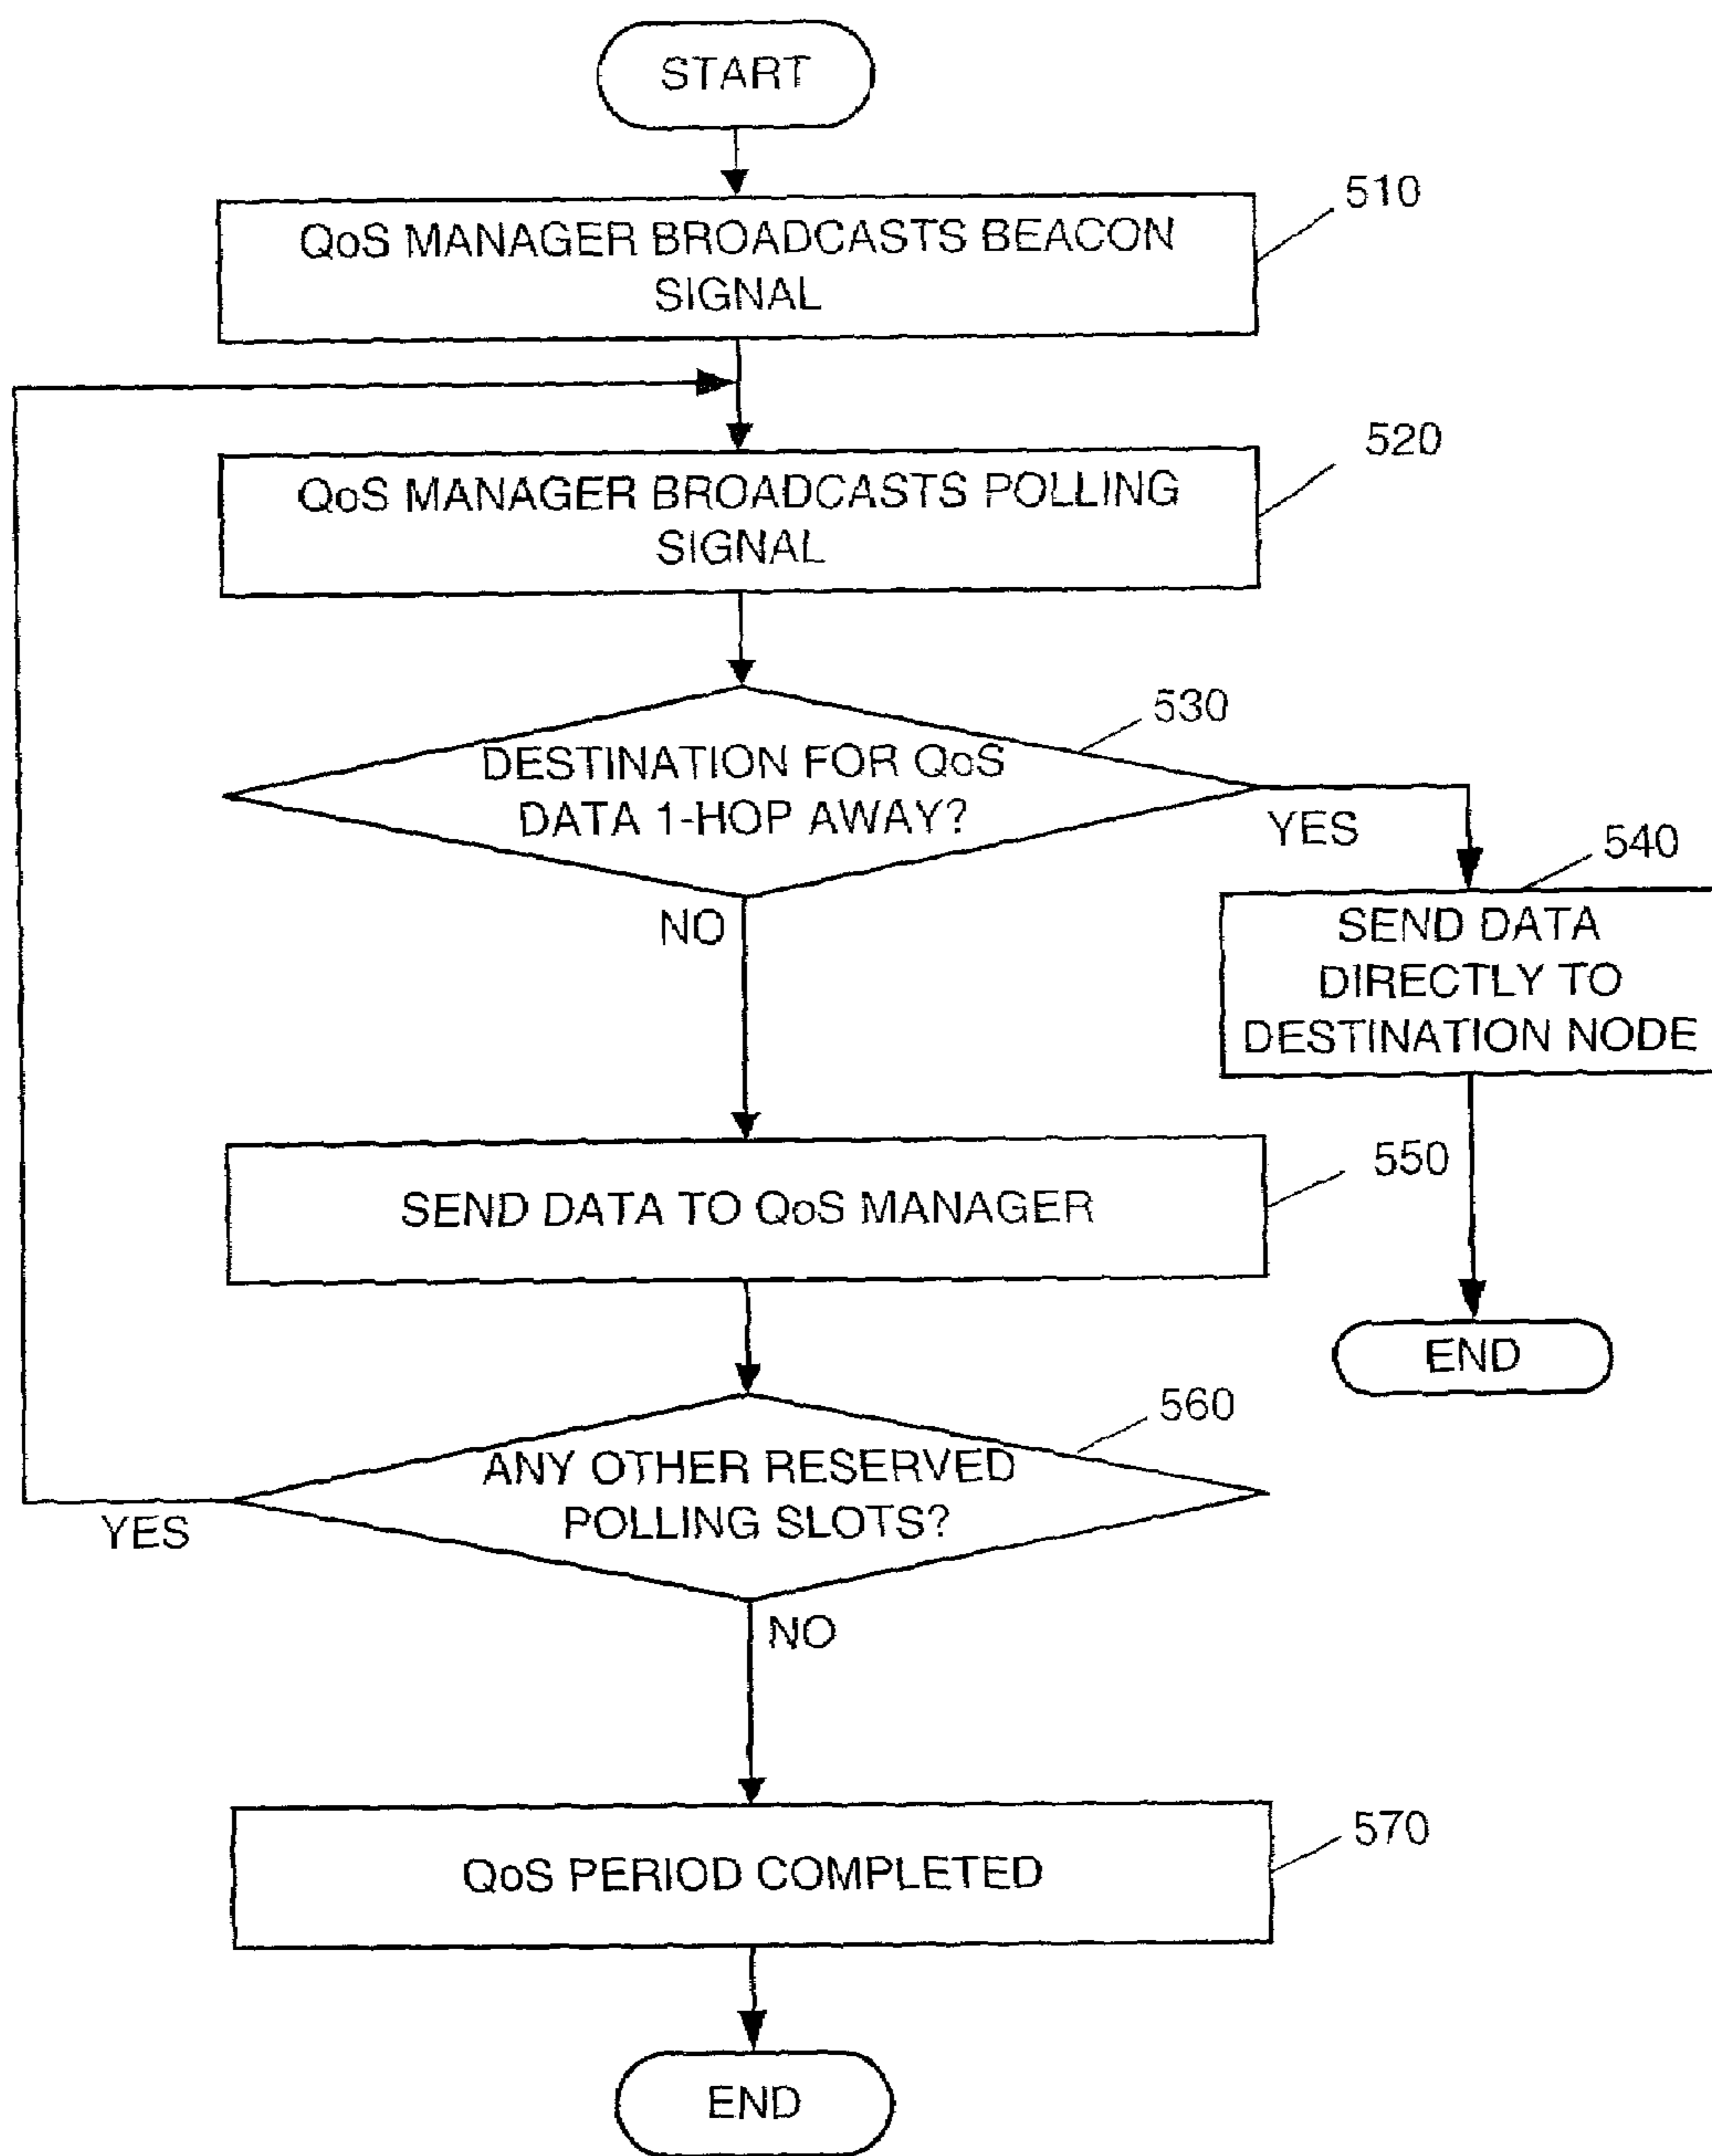 START
510
QoS MANAGER BROADCASTS BEACON
SIGNAL
520
QoS MANAGER BROADCASTS POLLING
SIGNAL
530
DESTINATION FOR QoS
DATA 1-HOP AWAY?
YES
540
NO
SEND DATA
DIRECTLY TO
DESTINATION NODE
550
SEND DATA TO QoS MANAGER
END
560
ANY OTHER RESERVED
POLLING SLOTS?
YES
NO
570
QoS PERIOD COMPLETED
END